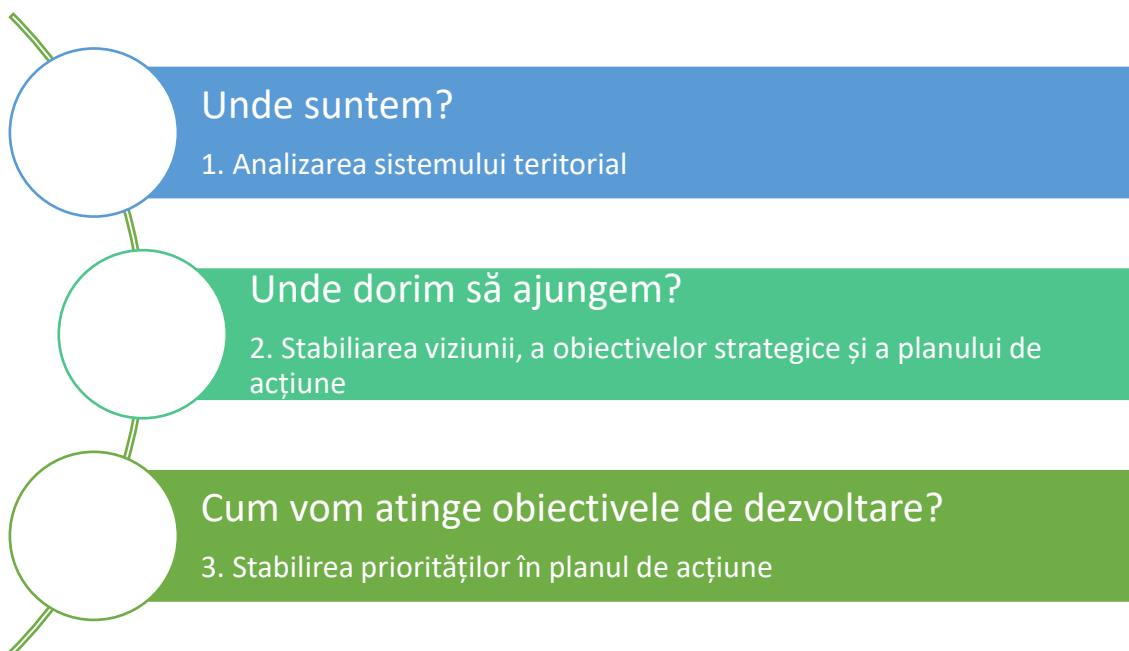 Unde suntem?
1. Analizarea sistemului teritorial
Unde dorim să ajungem?
2. Stabiliarea viziunii, a obiectivelor strategice și a planului de
acțiune
Cum vom atinge obiectivele de dezvoltare?
3. Stabilirea priorităților în planul de acțiune